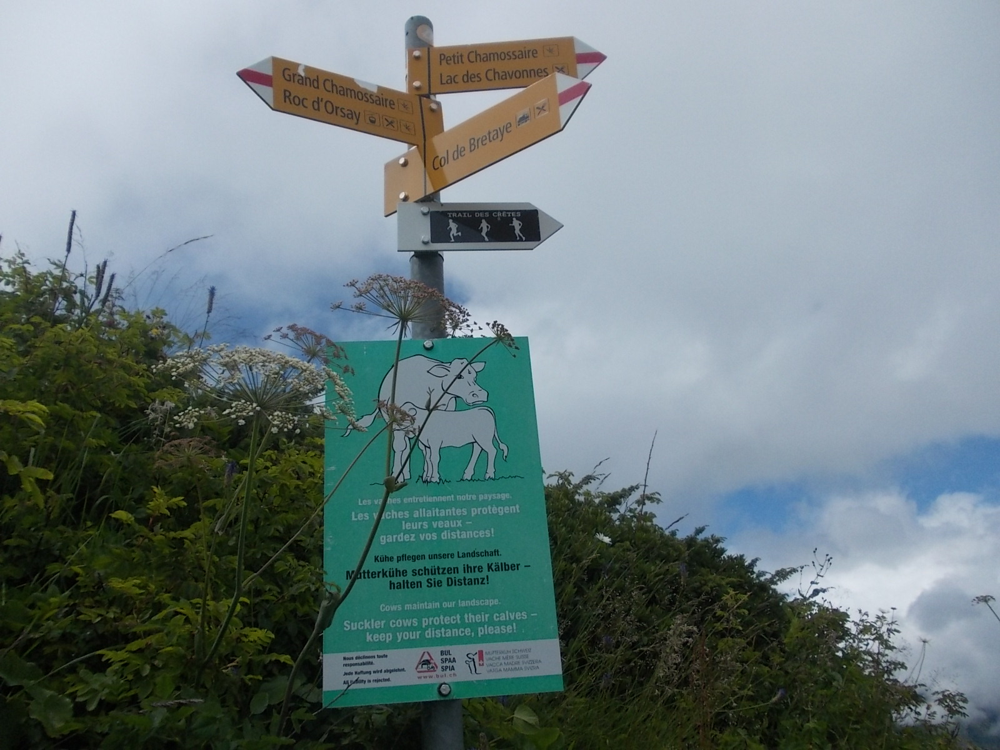 Petit Chamossaire
Lac des Chavonnes
Grand Chamossaire
Roc d'Orsay
Col de Bretaye
TRAIL DES CRÊTES
Les vaches entretiennent notre paysage.
Les vaches allaitantes protègent
leurs veaux –
gardez vos distances!
Kühe pflegen unsere Landschaft.
Mutterkühe schützen ihre Kälber –
halten Sie Distanz!
Cows maintain our landscape.
Suckler cows protect their calves –
keep your distance, please!
Nous déclinons toute
responsabilité.
Jede Haftung wird abgelehnt.
All liability is rejected.
BUL
SPAA
SPIA
www.bul.ch
MUTTERKUH SCHWEIZ
VACHE MÈRE SUISSE
VACCA MADRE SVIZZERA
VATGA MAMMA SVIZRA